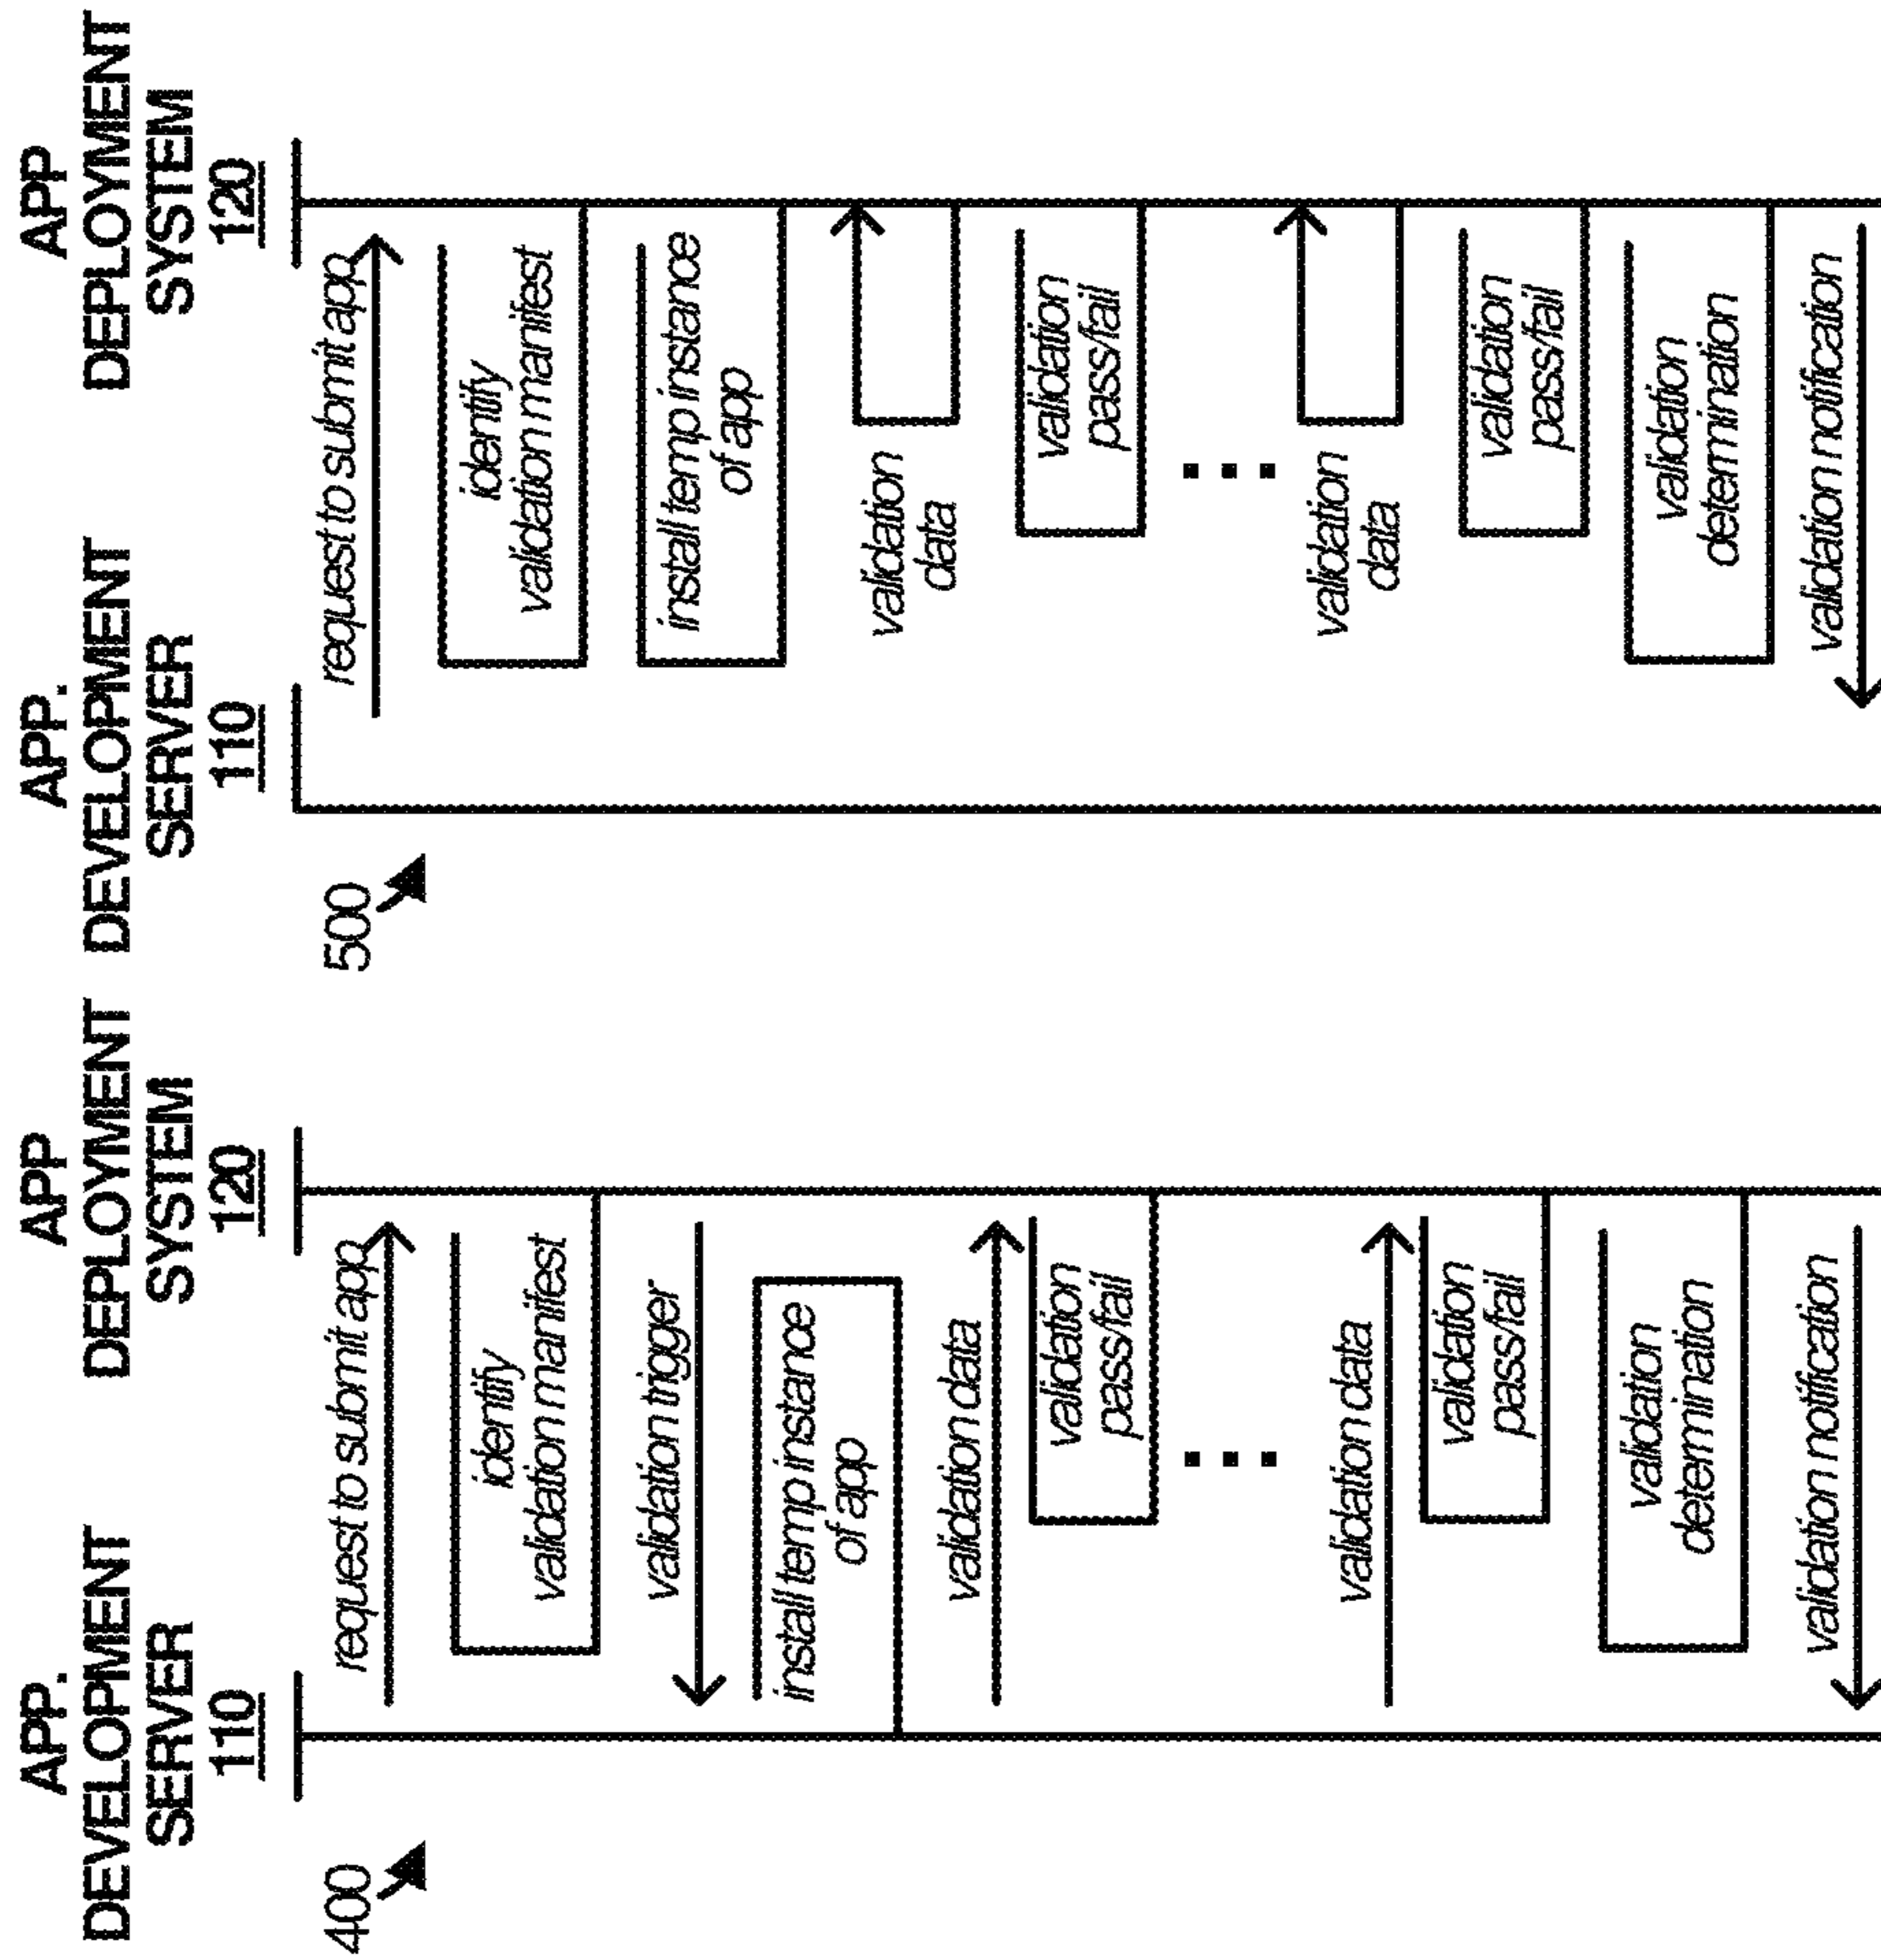 APP.
DEVELOPMENT
SERVER
110
APP
DEPLOYMENT
SYSTEM
120
400
request to submit app
identify
validation manifest
validation trigger
install temp instance
of app
validation data
validation
pass/fail
...
validation data
validation
pass/fail
validation
determination
validation notification
APP.
DEVELOPMENT
SERVER
110
APP
DEPLOYMENT
SYSTEM
120
500
request to submit app
identify
validation manifest
install temp instance
of app
validation
data
validation
pass/fail
...
validation
data
validation
pass/fail
validation
determination
validation notification